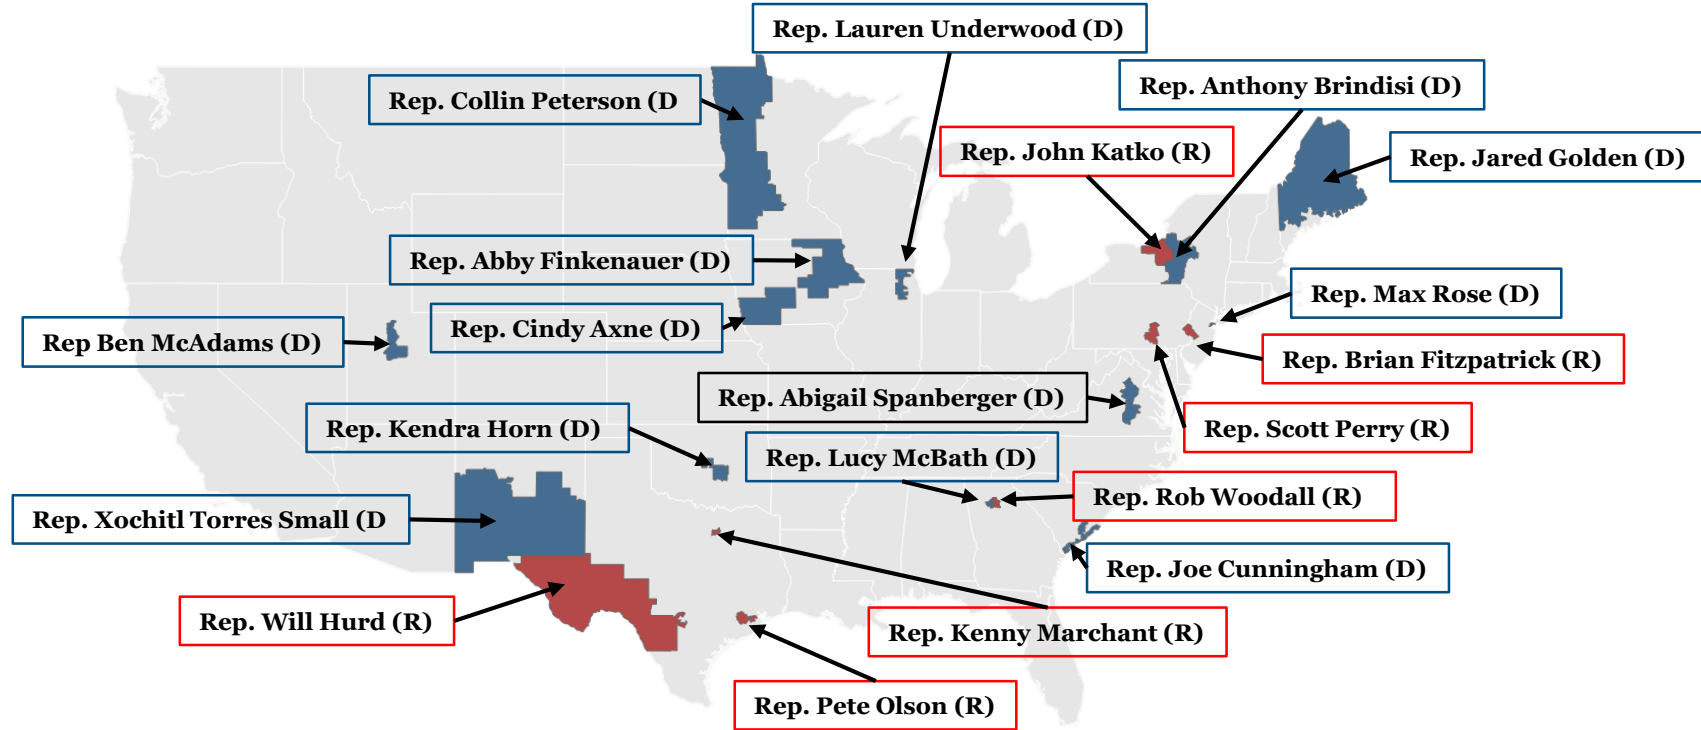 Rep. Lauren Underwood (D)
Rep. Collin Peterson (D
Rep. Anthony Brindisi (D)
Rep. John Katko (R)
Rep. Jared Golden (D)
Rep. Abby Finkenauer (D)
Rep. Max Rose (D)
Rep. Cindy Axne (D)
Rep Ben McAdams (D)
Rep. Brian Fitzpatrick (R)
Rep. Abigail Spanberger (D)
Rep. Kendra Horn (D)
Rep. Scott Perry (R)
Rep. Lucy McBath (D)
Rep. Rob Woodall (R)
Rep. Xochitl Torres Small (D
Rep. Joe Cunningham (D)
Rep. Will Hurd (R)
Rep. Kenny Marchant (R)
Rep. Pete Olson (R)